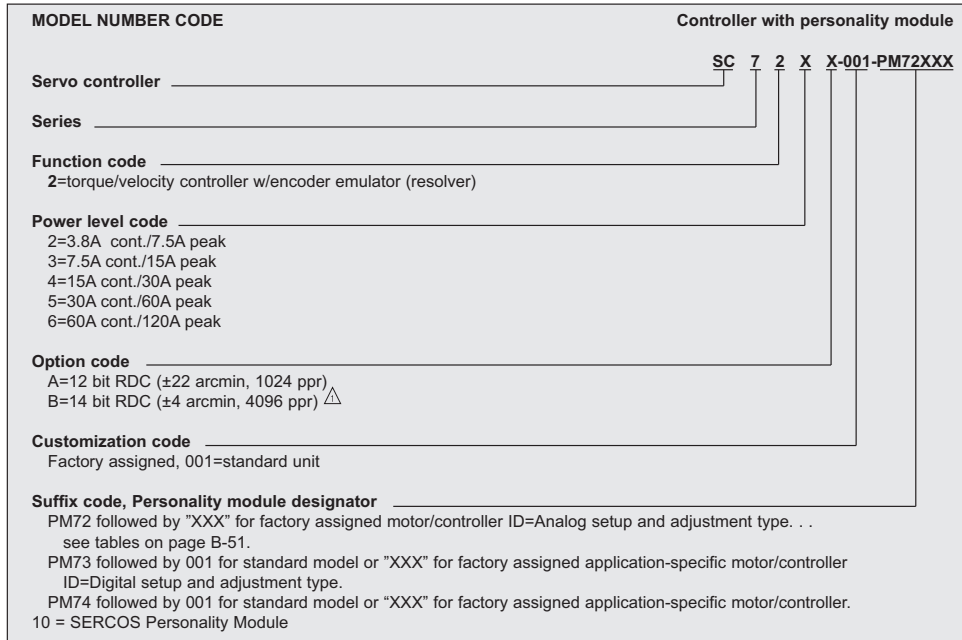 MODEL NUMBER CODE Controller with personality module
SC 7 2 X X-001-PM72XXX
Servo controller
Series
Function code
2=torque/velocity controller w/encoder emulator (resolver)
Power level code
2=3.8A cont./7.5A peak
3=7.5A cont./15A peak
4=15A cont./30A peak
5=30A cont./60A peak
6=60A cont./120A peak
Option code
A=12 bit RDC (±22 arcmin, 1024 ppr)
B=14 bit RDC (±4 arcmin, 4096 ppr) 
Customization code
Factory assigned, 001=standard unit
Suffix code, Personality module designator
PM72 followed by ”XXX” for factory assigned motor/controller ID=Analog setup and adjustment type. . .
see tables on page B-51.
PM73 followed by 001 for standard model or ”XXX” for factory assigned application-specific motor/controller
ID=Digital setup and adjustment type.
PM74 followed by 001 for standard model or “XXX” for factory assigned application-specific motor/controller.
10 = SERCOS Personality Module